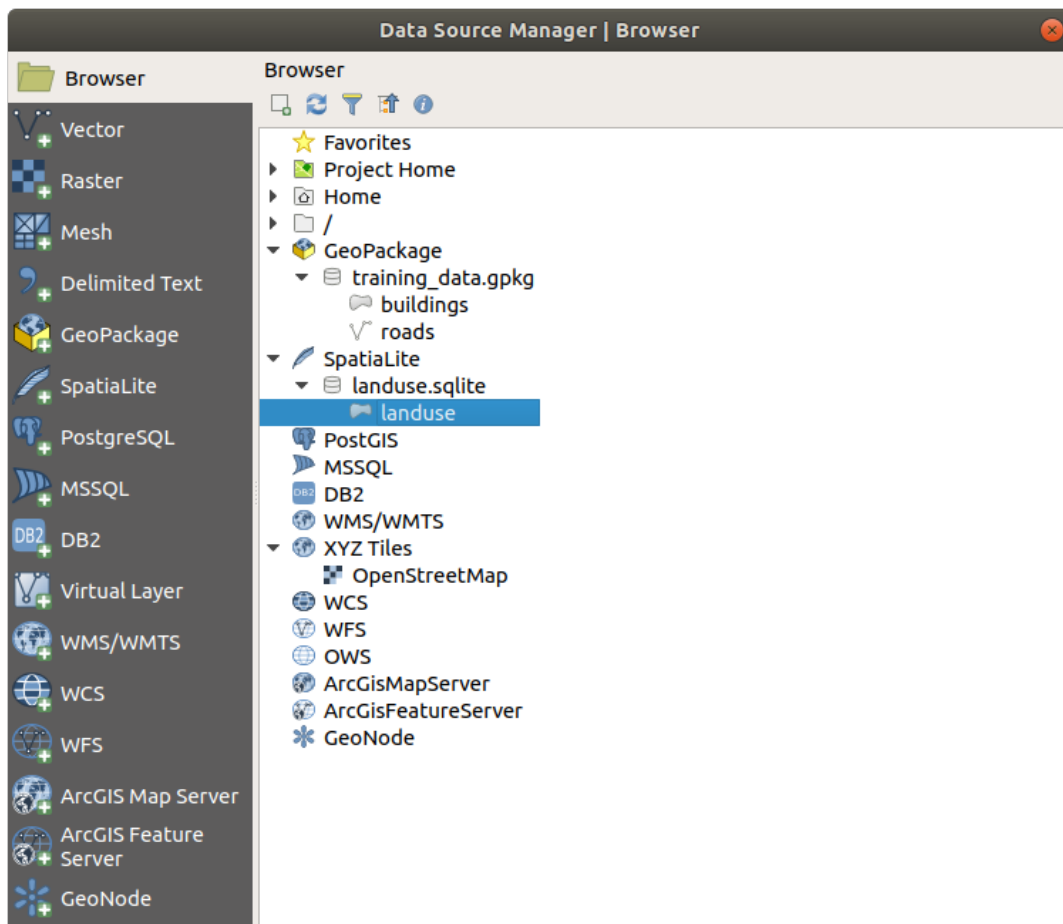 Data Source Manager | Browser
Browser
Vector
Raster
Mesh
Delimited Text
GeoPackage
SpatiaLite
PostgreSQL
MSSQL
DB2
DB2
Virtual Layer
WMS/WMTS
WCS
WFS
ArcGIS Map Server
ArcGIS Feature
Server
GeoNode
Browser
Favorites
Project Home
Home
/
GeoPackage
training_data.gpkg
buildings
roads
SpatiaLite
landuse.sqlite
landuse
PostGIS
MSSQL
DB2
DB2
WMS/WMTS
XYZ Tiles
OpenStreetMap
WCS
WFS
OWS
ArcGisMapServer
ArcGisFeatureServer
GeoNode